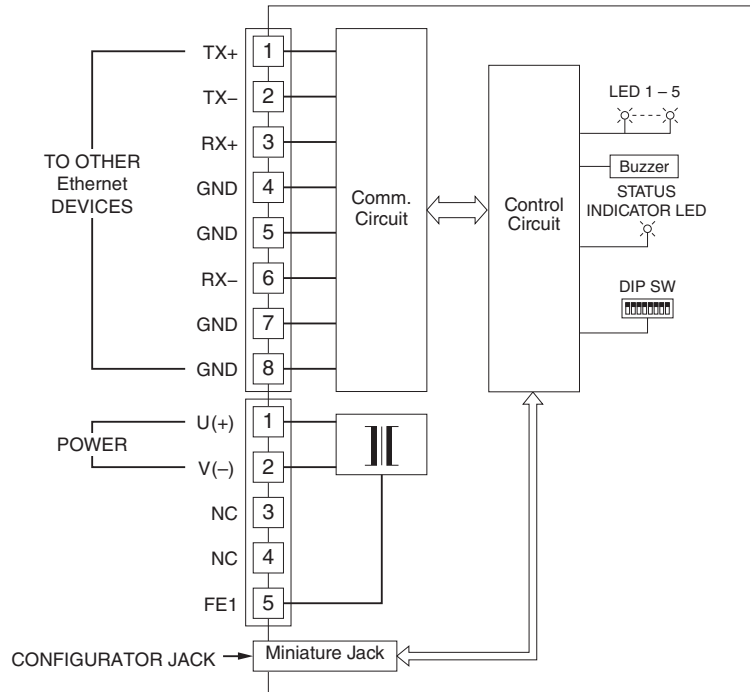 TO OTHER
Ethernet
DEVICES
TX+ 1
TX– 2
RX+ 3
GND 4
GND 5
RX– 6
GND 7
GND 8
Comm.
Circuit
Control
Circuit
LED 1 – 5
Buzzer
STATUS
INDICATOR LED
DIP SW
POWER
U(+) 1
V(–) 2
NC 3
NC 4
FE1 5
CONFIGURATOR JACK
Miniature Jack